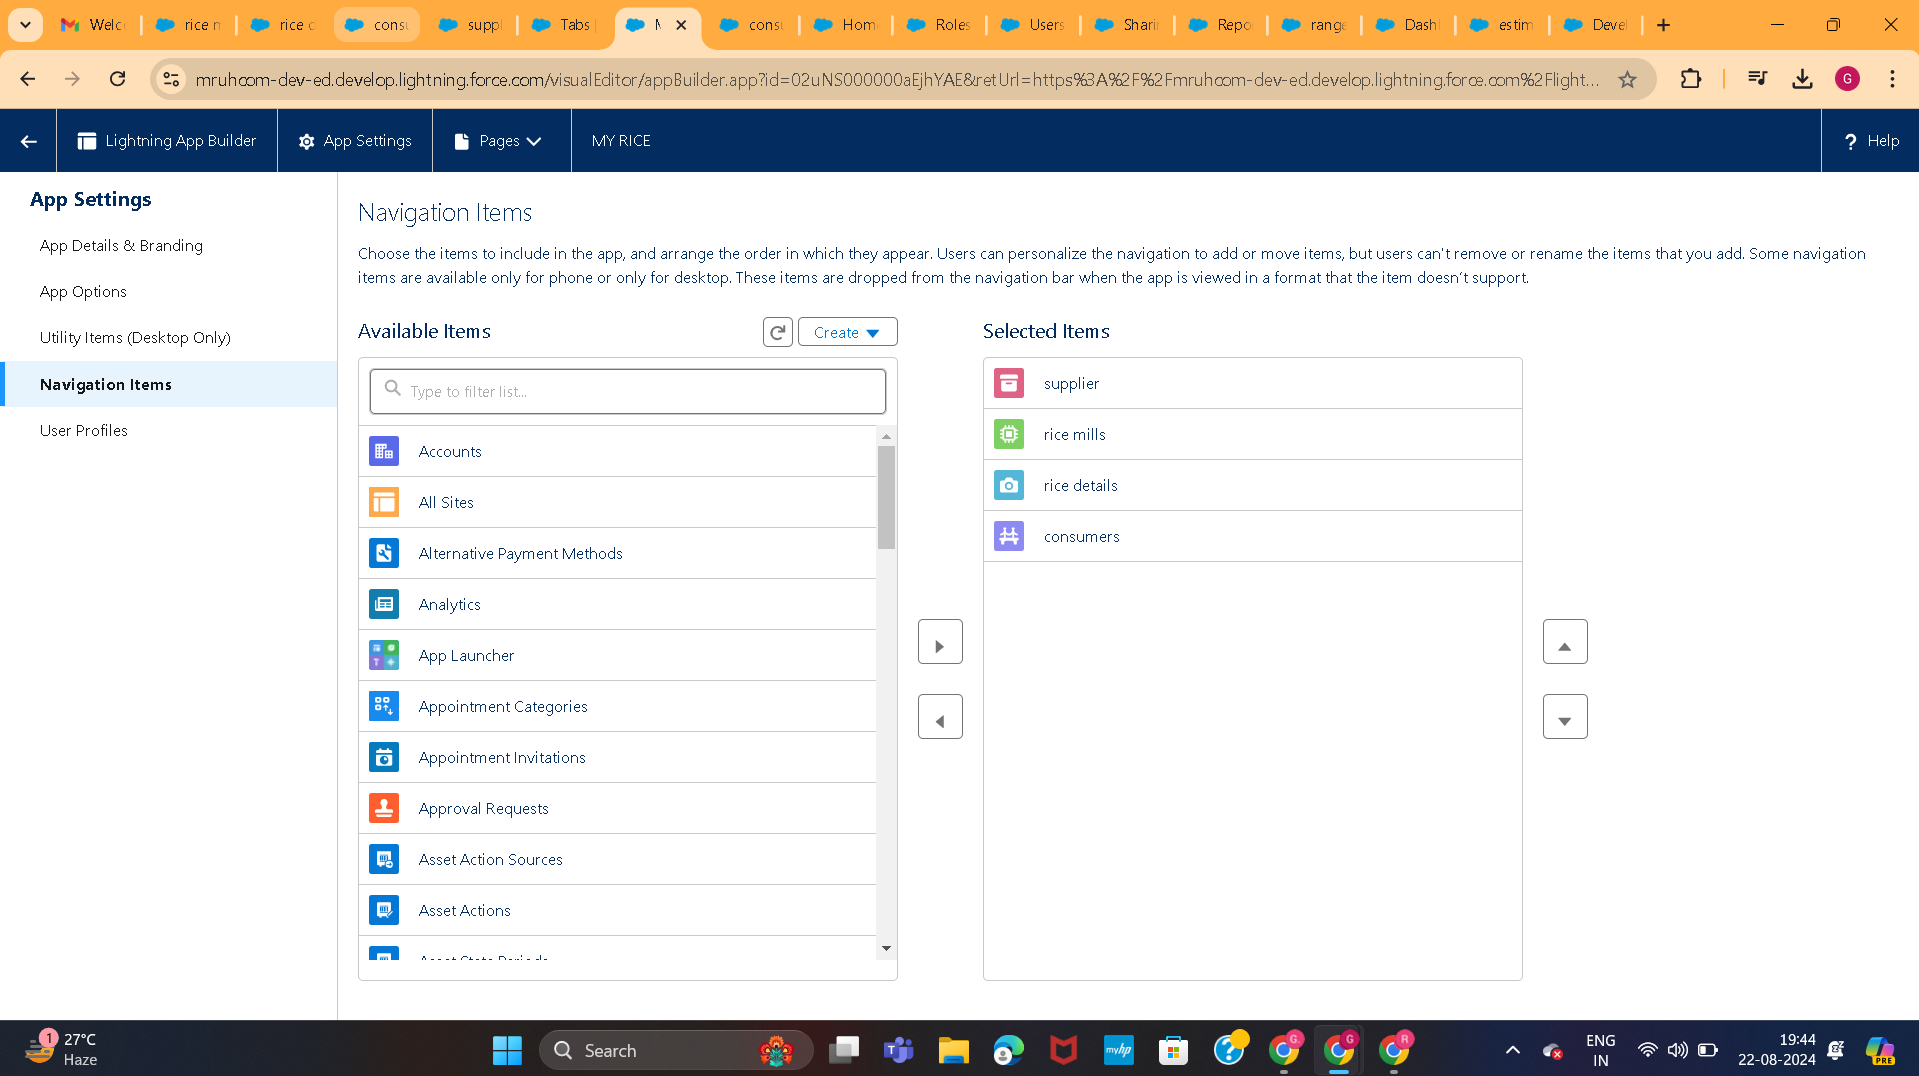 Welc
rice m
rice d
consu
suppl
Tabs
M
consu
Home
Roles
Users
Sharin
Repo
range
Dash
estim
Devel
mruhcom-dev-ed.develop.lightning.force.com/visualEditor/appBuilder.app?id=02uNS000000aEjhYAE&retUrl=https%3A%2F%2Fmruhcom-dev-ed.develop.lightning.force.com%2Flight...
G
Lightning App Builder
App Settings
Pages
MY RICE
? Help
App Settings
App Details & Branding
App Options
Utility Items (Desktop Only)
Navigation Items
User Profiles
Navigation Items
Choose the items to include in the app, and arrange the order in which they appear. Users can personalize the navigation to add or move items, but users can't remove or rename the items that you add. Some navigation
items are available only for phone or only for desktop. These items are dropped from the navigation bar when the app is viewed in a format that the item doesn't support.
Available Items
Create
Type to filter list...
Accounts
All Sites
Alternative Payment Methods
Analytics
App Launcher
Appointment Categories
Appointment Invitations
Approval Requests
Asset Action Sources
Asset Actions
Asset State Periods
Selected Items
supplier
rice mills
rice details
consumers
1
27°C
Haze
Search
myhp
G
G
R
ENG
IN
19:44
22-08-2024
PRE